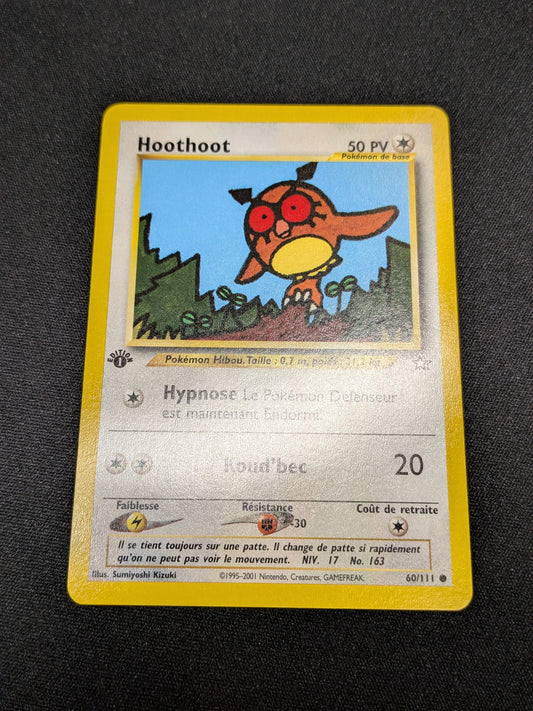 Hoothoot 50 PV
Pokémon de base
Pokémon Hibou. Taille : 0,7 m, poids: 21,2 kg
EDITION 1
Hypnose Le Pokémon Défenseur
est maintenant Endormi.
Koud'bec 20
Faiblesse Résistance Coût de retraite
-30
Il se tient toujours sur une patte. Il change de patte si rapidement
qu'on ne peut pas voir le mouvement. NIV. 17 No. 163
Illus. Sumiyoshi Kizuki ©1995-2001 Nintendo, Creatures, GAMEFREAK. 60/111